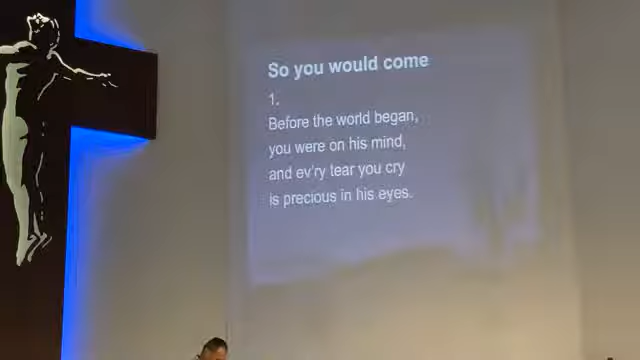 So you would come
1.
Before the world began,
you were on his mind,
and ev'ry tear you cry
is precious in his eyes.